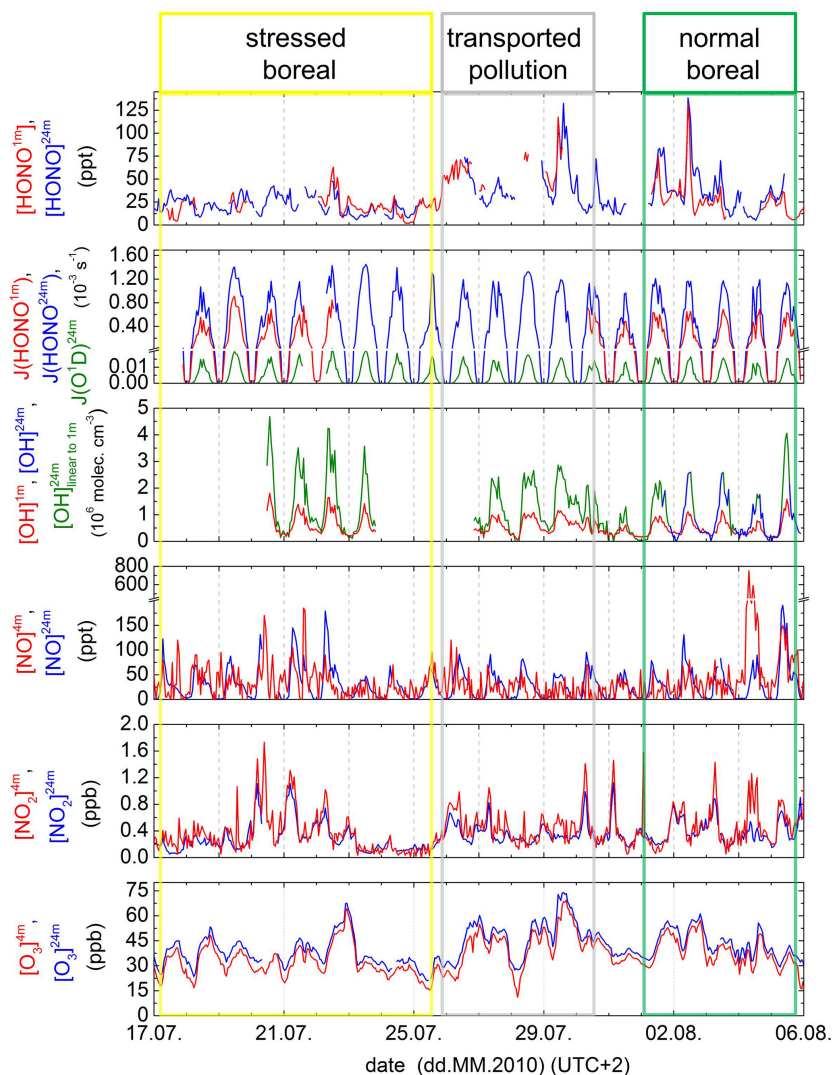 stressed boreal
transported pollution
normal boreal
[HONO¹ᵐ],
[HONO]²⁴ᵐ
(ppt)
125
100
75
50
25
0
J(HONO¹ᵐ),
J(HONO²⁴ᵐ),
J(O¹D)²⁴ᵐ
(10⁻³ s⁻¹)
1.60
1.20
0.80
0.40
0.01
0.00
[OH]¹ᵐ, [OH]²⁴ᵐ,
[OH]²⁴ᵐ linear to 1m
(10⁶ molec. cm⁻³)
5
4
3
2
1
0
[NO]⁴ᵐ,
[NO]²⁴ᵐ
(ppt)
800
600
150
100
50
0
[NO₂]⁴ᵐ,
[NO₂]²⁴ᵐ
(ppb)
2.0
1.6
1.2
0.8
0.4
0.0
[O₃]⁴ᵐ,
[O₃]²⁴ᵐ
(ppb)
75
60
45
30
15
0
17.07. 21.07. 25.07. 29.07. 02.08. 06.08.
date (dd.MM.2010) (UTC+2)